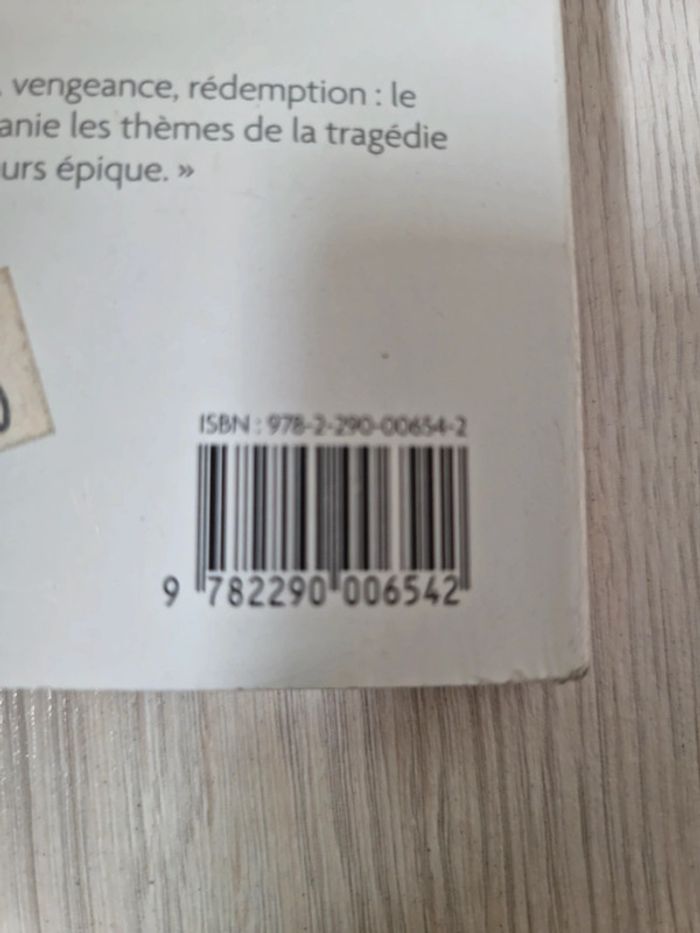 , vengeance, rédemption : le
anie les thèmes de la tragédie
urs épique. »
ISBN : 978-2-290-00654-2
9 782290 006542